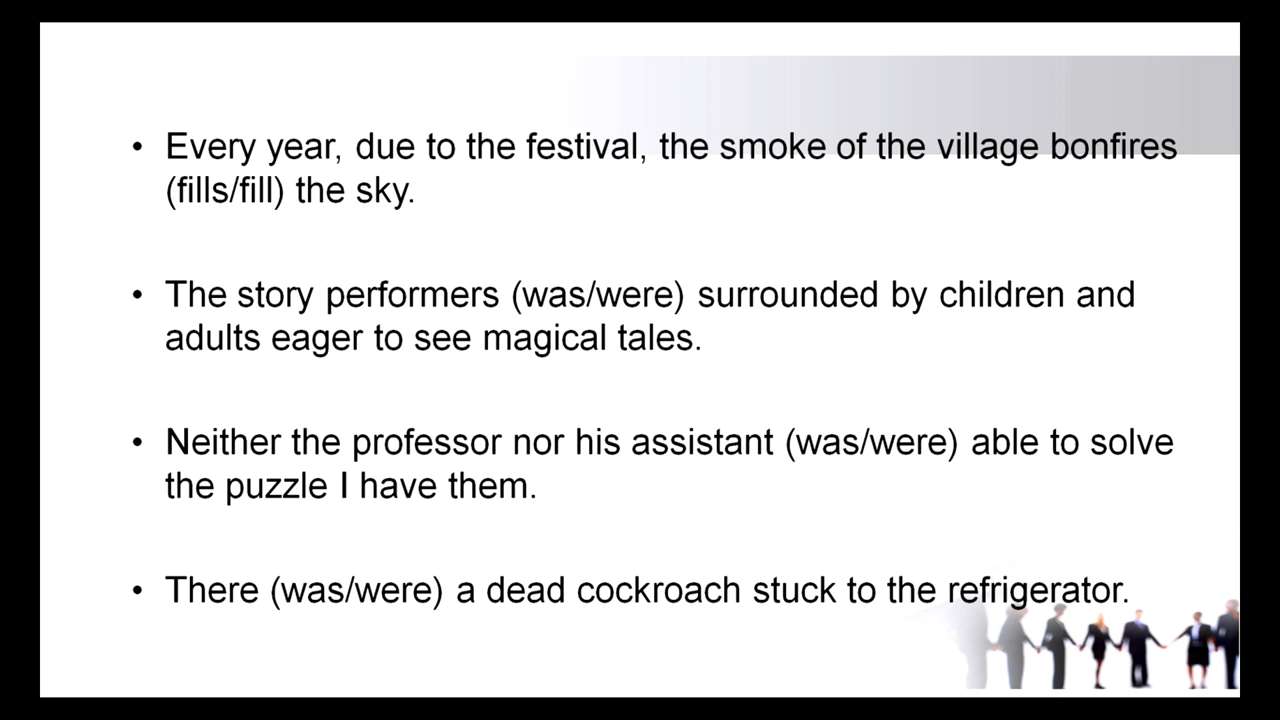 • Every year, due to the festival, the smoke of the village bonfires
(fills/fill) the sky.
• The story performers (was/were) surrounded by children and
adults eager to see magical tales.
• Neither the professor nor his assistant (was/were) able to solve
the puzzle I have them.
• There (was/were) a dead cockroach stuck to the refrigerator.